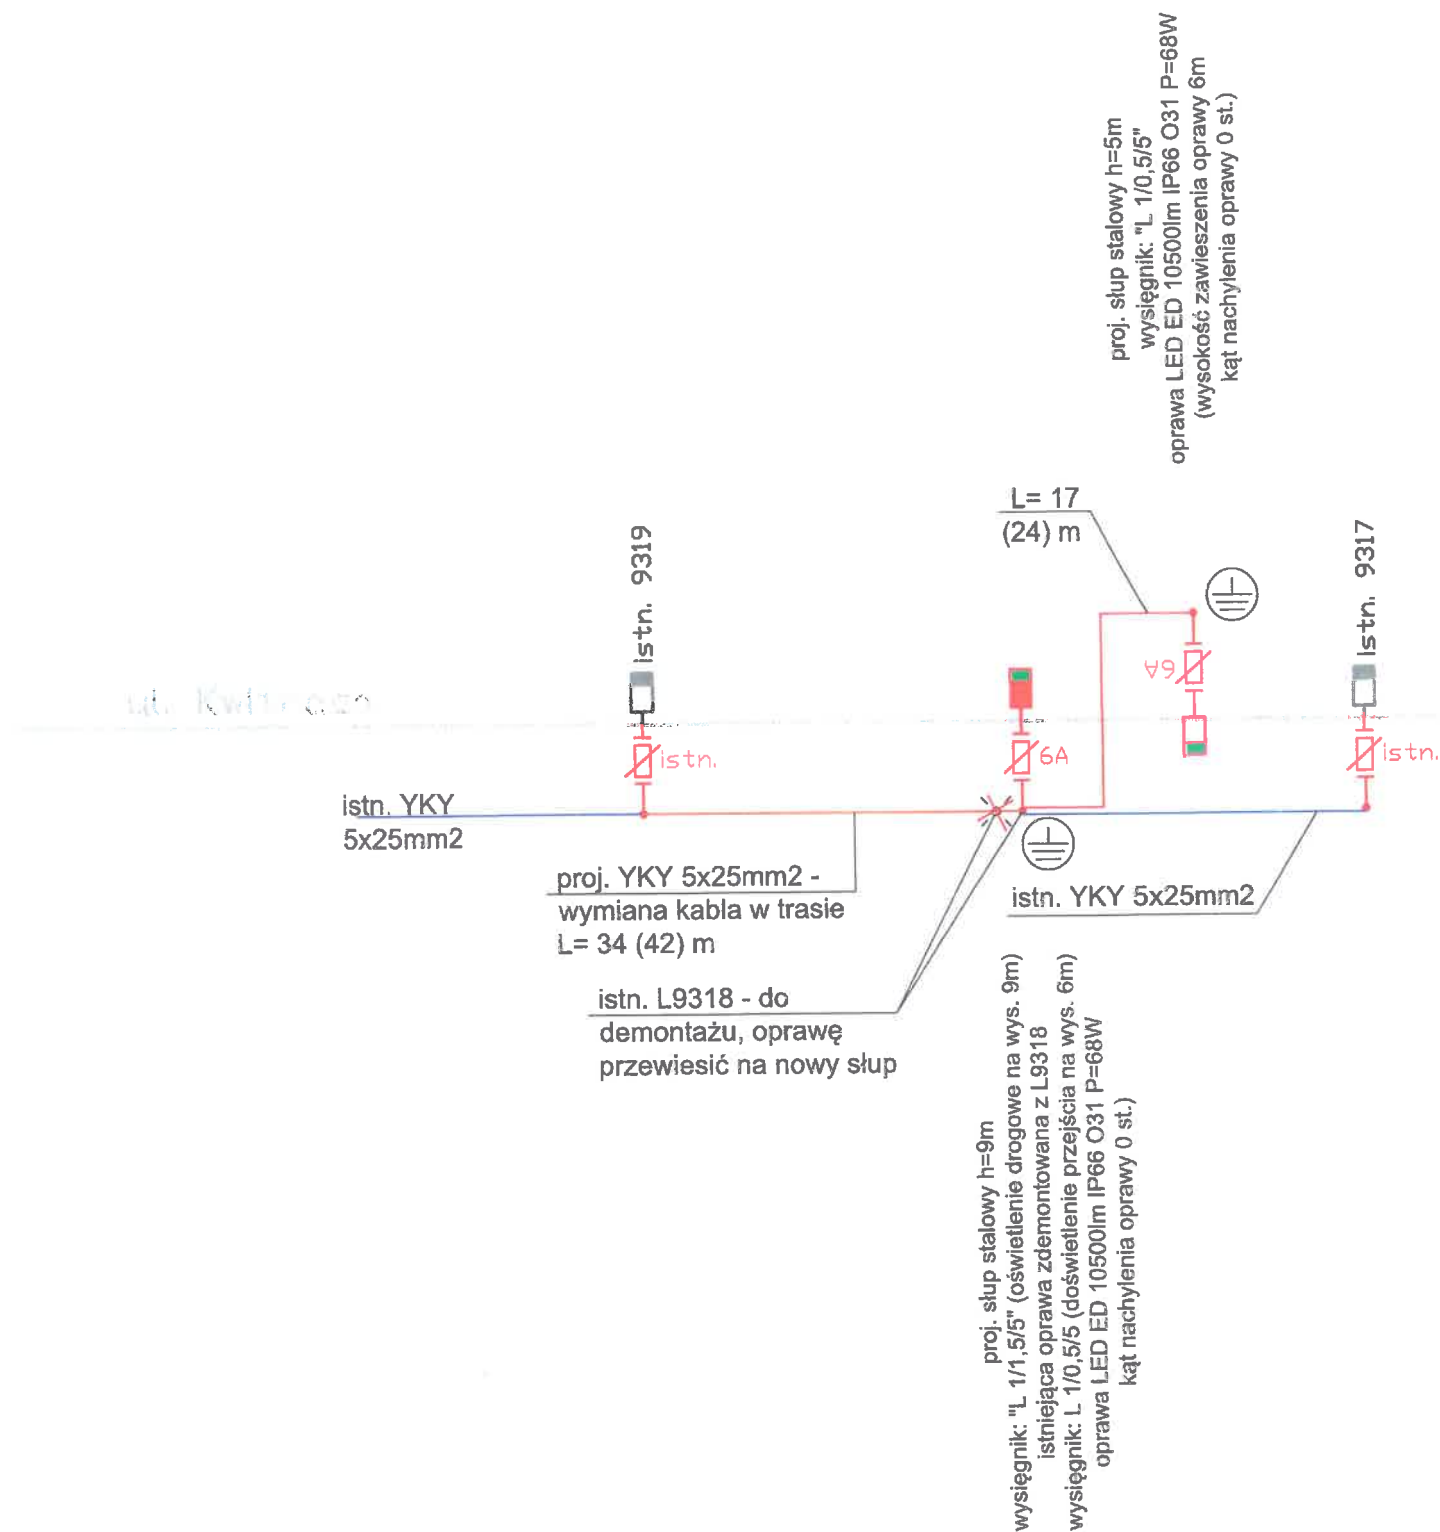 proj. słup stalowy h=5m
wysięgnik: "L 1/0,5/5"
oprawa LED ED 10500lm IP66 O31 P=68W
(wysokość zawieszenia oprawy 6m
kąt nachylenia oprawy 0 st.)
L= 17
(24) m
istn. 9319
istn. 9317
6A
ul.
istn.
6A
istn.
istn. YKY
5x25mm2
proj. YKY 5x25mm2 -
wymiana kabla w trasie
L= 34 (42) m
istn. YKY 5x25mm2
istn. L9318 - do
demontażu, oprawę
przewiesić na nowy słup
proj. słup stalowy h=9m
wysięgnik: "L 1/1,5/5" (oświetlenie drogowe na wys. 9m)
istniejąca oprawa zdemontowana z L9318
wysięgnik: L 1/0,5/5 (doświetlenie przejścia na wys. 6m)
oprawa LED ED 10500lm IP66 O31 P=68W
kąt nachylenia oprawy 0 st.)